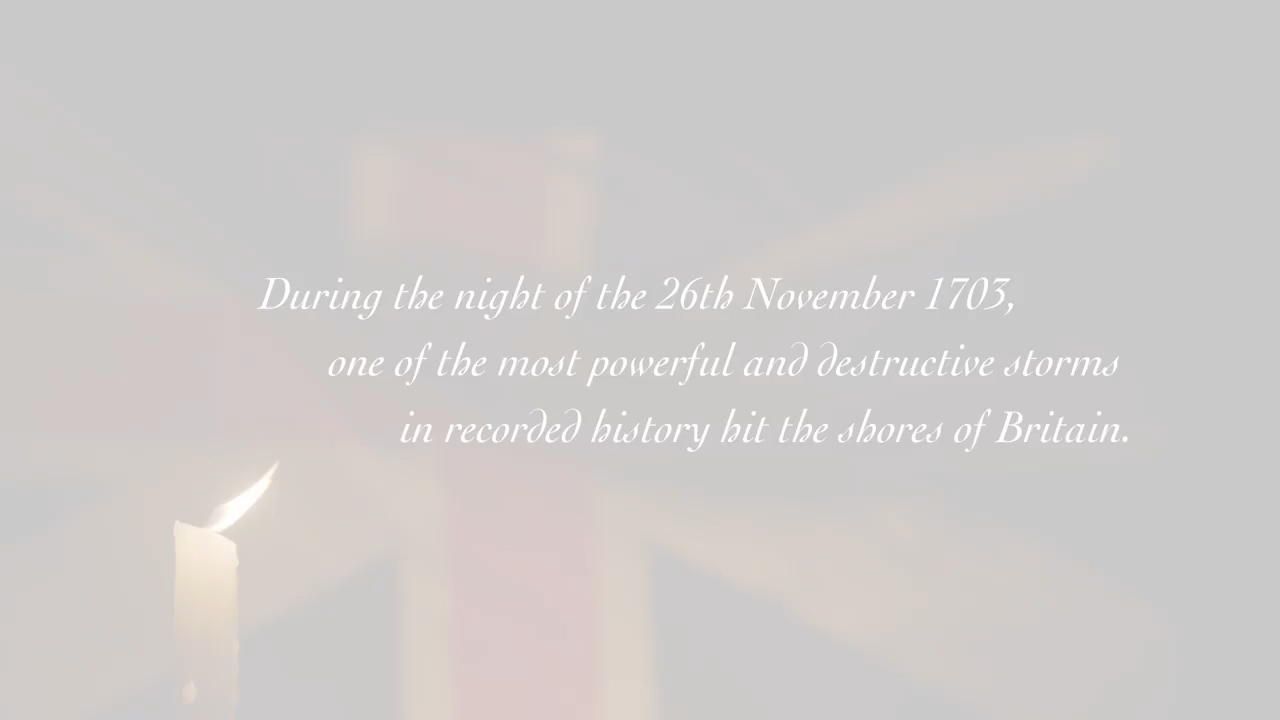 During the night of the 26th November 1703,
one of the most powerful and destructive storms
in recorded history hit the shores of Britain.